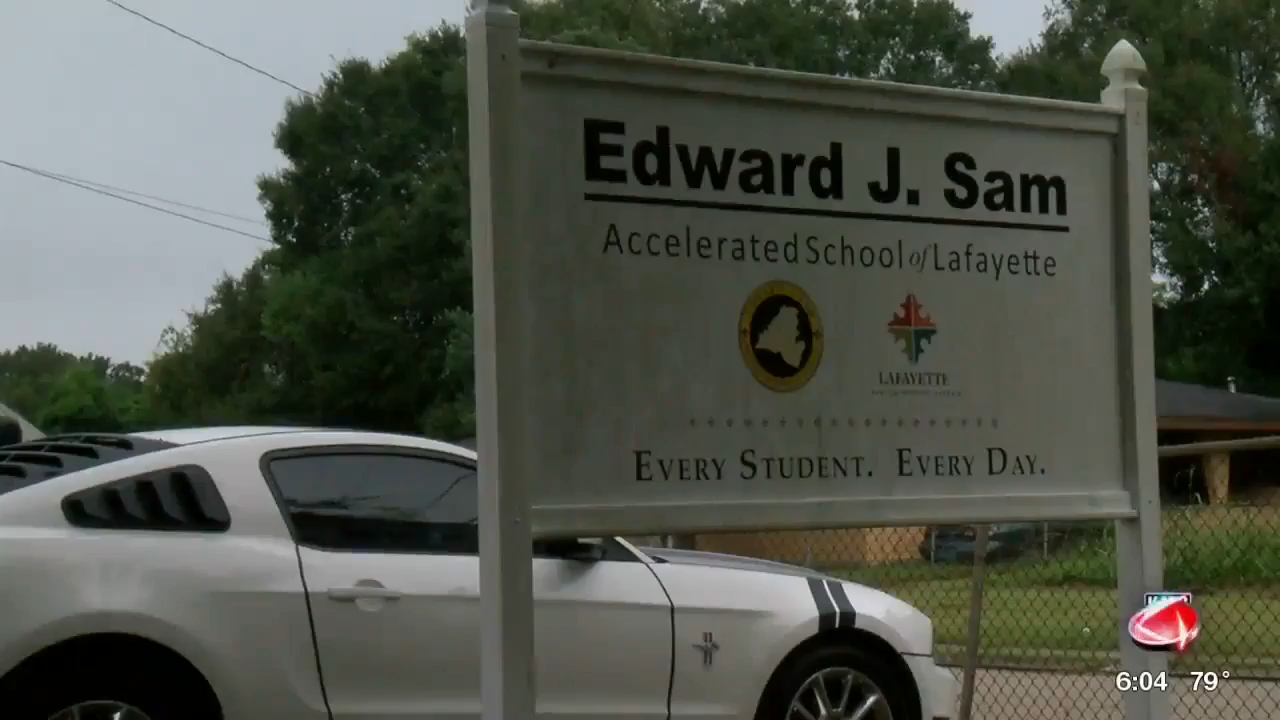 Edward J. Sam
Accelerated School of Lafayette
LAFAYETTE
EVERY STUDENT. EVERY DAY.
6:04 79°